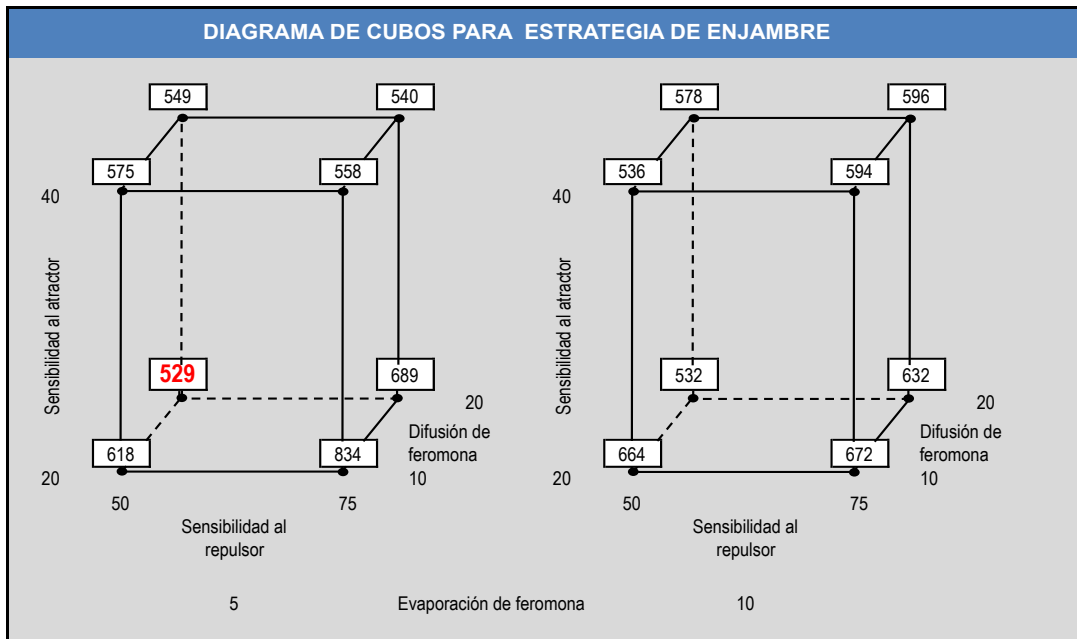 DIAGRAMA DE CUBOS PARA ESTRATEGIA DE ENJAMBRE
549 540 578 596
575 558 536 594
40 40
Sensibilidad al atractor
Sensibilidad al atractor
529 689 532 632
20 20
Difusión de Difusión de
618 834 feromona 664 672 feromona
20 10 20 10
50 75 50 75
Sensibilidad al Sensibilidad al
repulsor repulsor
5 Evaporación de feromona 10